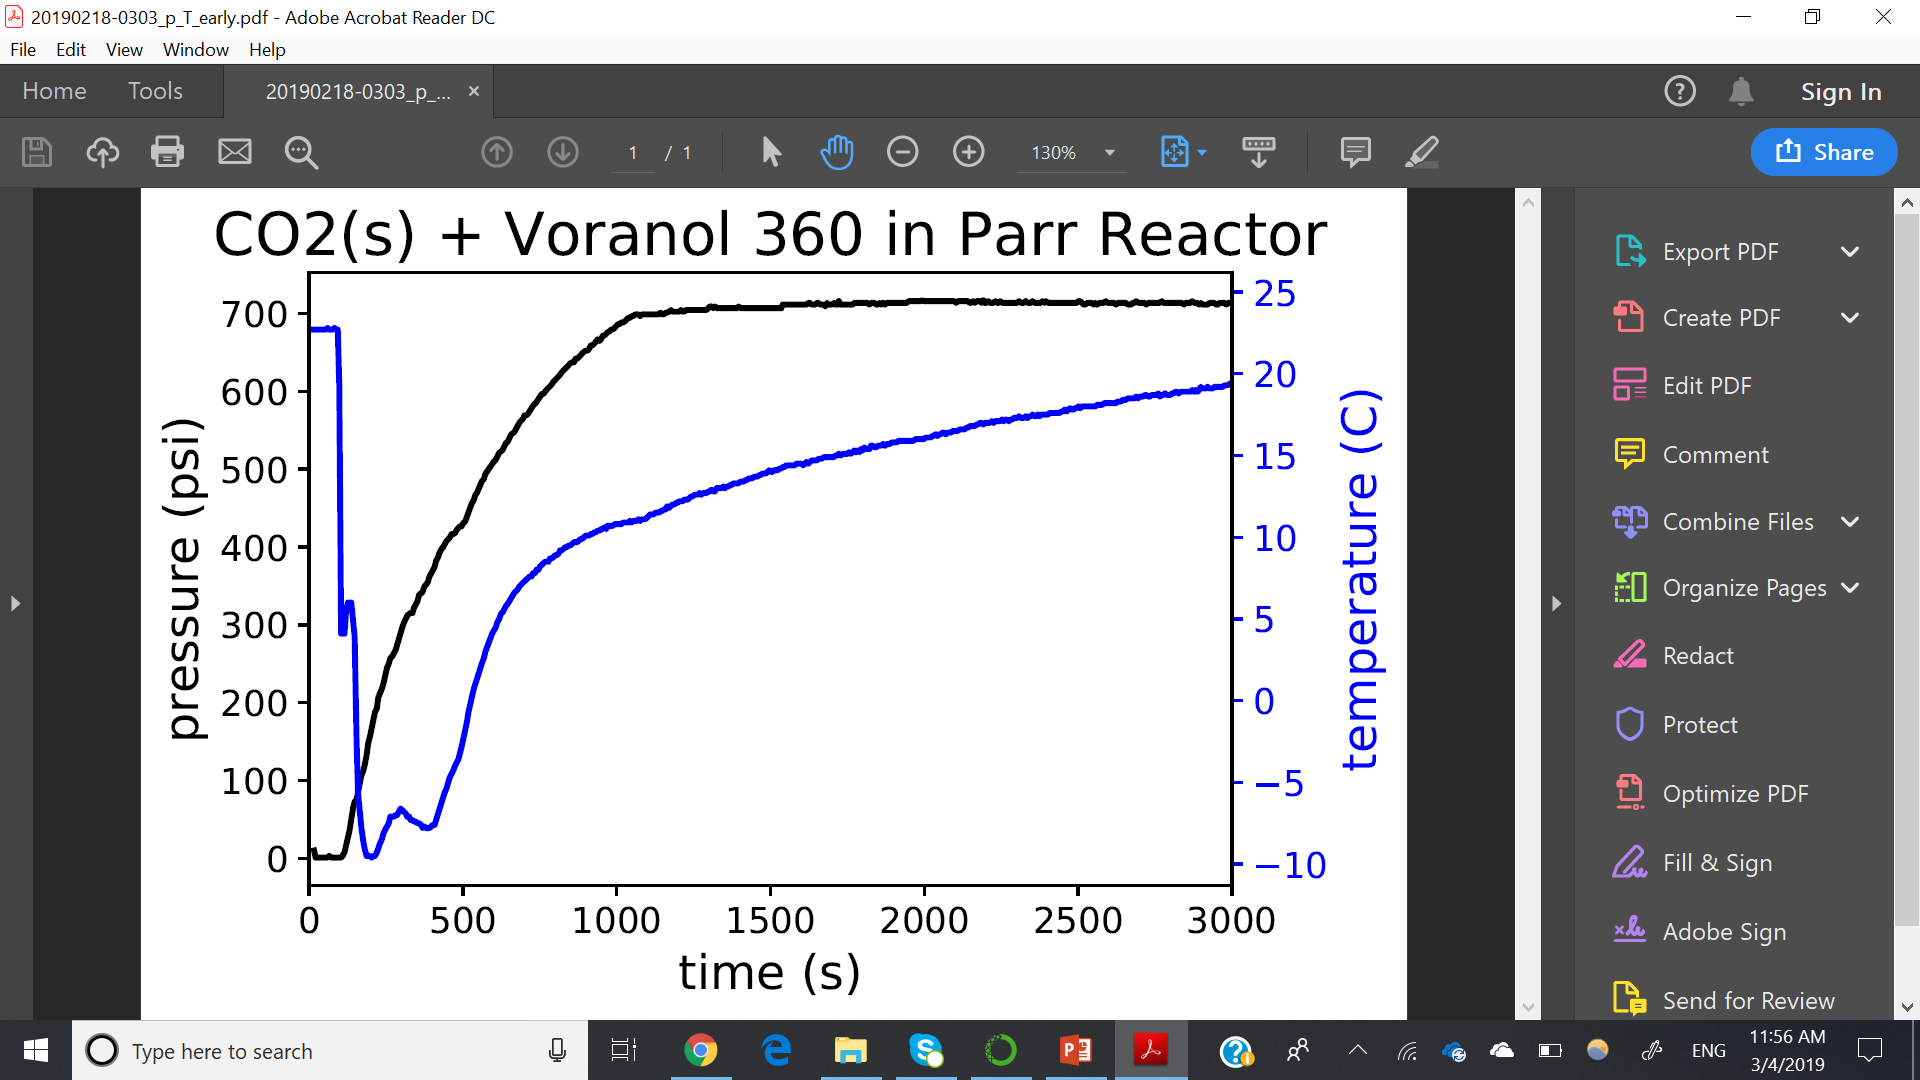 20190218-0303_p_T_early.pdf - Adobe Acrobat Reader DC
File Edit View Window Help
Home Tools 20190218-0303_p_... × Sign In
1 / 1 130% Share
CO2(s) + Voranol 360 in Parr Reactor
pressure (psi)
700
600
500
400
300
200
100
0
25
20
15
10
5
0
−5
−10
temperature (C)
0 500 1000 1500 2000 2500 3000
time (s)
Export PDF
Create PDF
Edit PDF
Comment
Combine Files
Organize Pages
Redact
Protect
Optimize PDF
Fill & Sign
Adobe Sign
Send for Review
Type here to search
ENG
11:56 AM
3/4/2019